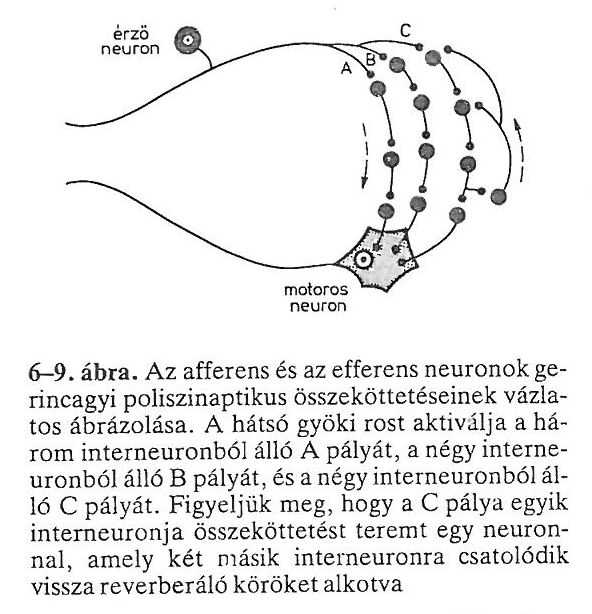 érző
neuron
C
B
A
motoros
neuron
6–9. ábra. Az afferens és az efferens neuronok ge-
rincagyi poliszinaptikus összeköttetéseinek vázla-
tos ábrázolása. A hátsó gyöki rost aktiválja a há-
rom interneuronból álló A pályát, a négy interne-
uronból álló B pályát, és a négy interneuronból ál-
ló C pályát. Figyeljük meg, hogy a C pálya egyik
interneuronja összeköttetést teremt egy neuron-
nal, amely két másik interneuronra csatolódik
vissza reverberáló köröket alkotva